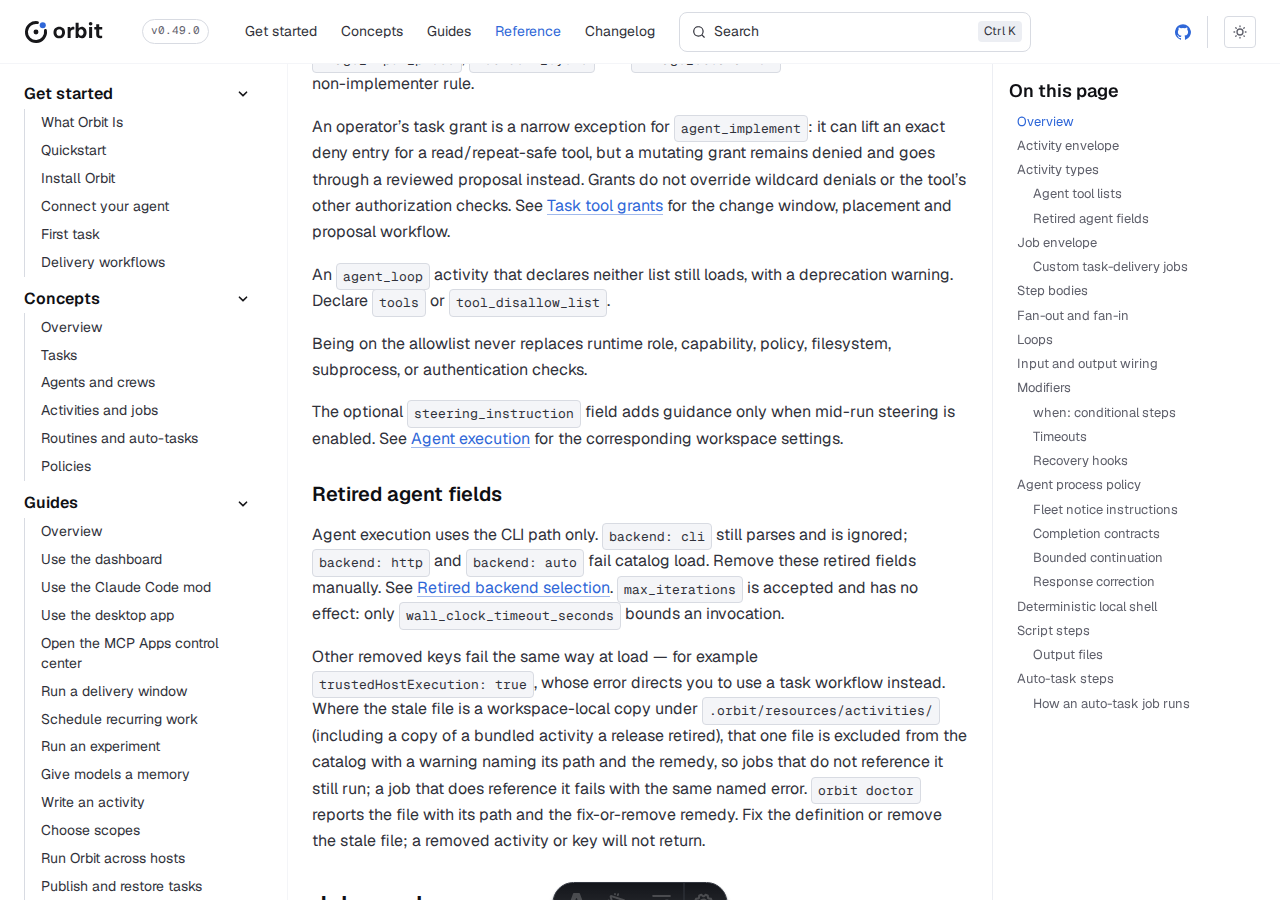 orbit
v0.49.0
Get started
Concepts
Guides
Reference
Changelog
Search
Ctrl K
Get started
What Orbit Is
Quickstart
Install Orbit
Connect your agent
First task
Delivery workflows
Concepts
Overview
Tasks
Agents and crews
Activities and jobs
Routines and auto-tasks
Policies
Guides
Overview
Use the dashboard
Use the Claude Code mod
Use the desktop app
Open the MCP Apps control
center
Run a delivery window
Schedule recurring work
Run an experiment
Give models a memory
Write an activity
Choose scopes
Run Orbit across hosts
Publish and restore tasks
non-implementer rule.
An operator’s task grant is a narrow exception for agent_implement: it can lift an exact
deny entry for a read/repeat-safe tool, but a mutating grant remains denied and goes
through a reviewed proposal instead. Grants do not override wildcard denials or the tool’s
other authorization checks. See Task tool grants for the change window, placement and
proposal workflow.
An agent_loop activity that declares neither list still loads, with a deprecation warning.
Declare tools or tool_disallow_list.
Being on the allowlist never replaces runtime role, capability, policy, filesystem,
subprocess, or authentication checks.
The optional steering_instruction field adds guidance only when mid-run steering is
enabled. See Agent execution for the corresponding workspace settings.
Retired agent fields
Agent execution uses the CLI path only. backend: cli still parses and is ignored;
backend: http and backend: auto fail catalog load. Remove these retired fields
manually. See Retired backend selection. max_iterations is accepted and has no
effect: only wall_clock_timeout_seconds bounds an invocation.
Other removed keys fail the same way at load — for example
trustedHostExecution: true, whose error directs you to use a task workflow instead.
Where the stale file is a workspace-local copy under .orbit/resources/activities/
(including a copy of a bundled activity a release retired), that one file is excluded from the
catalog with a warning naming its path and the remedy, so jobs that do not reference it
still run; a job that does reference it fails with the same named error. orbit doctor
reports the file with its path and the fix-or-remove remedy. Fix the definition or remove
the stale file; a removed activity or key will not return.
On this page
Overview
Activity envelope
Activity types
Agent tool lists
Retired agent fields
Job envelope
Custom task-delivery jobs
Step bodies
Fan-out and fan-in
Loops
Input and output wiring
Modifiers
when: conditional steps
Timeouts
Recovery hooks
Agent process policy
Fleet notice instructions
Completion contracts
Bounded continuation
Response correction
Deterministic local shell
Script steps
Output files
Auto-task steps
How an auto-task job runs